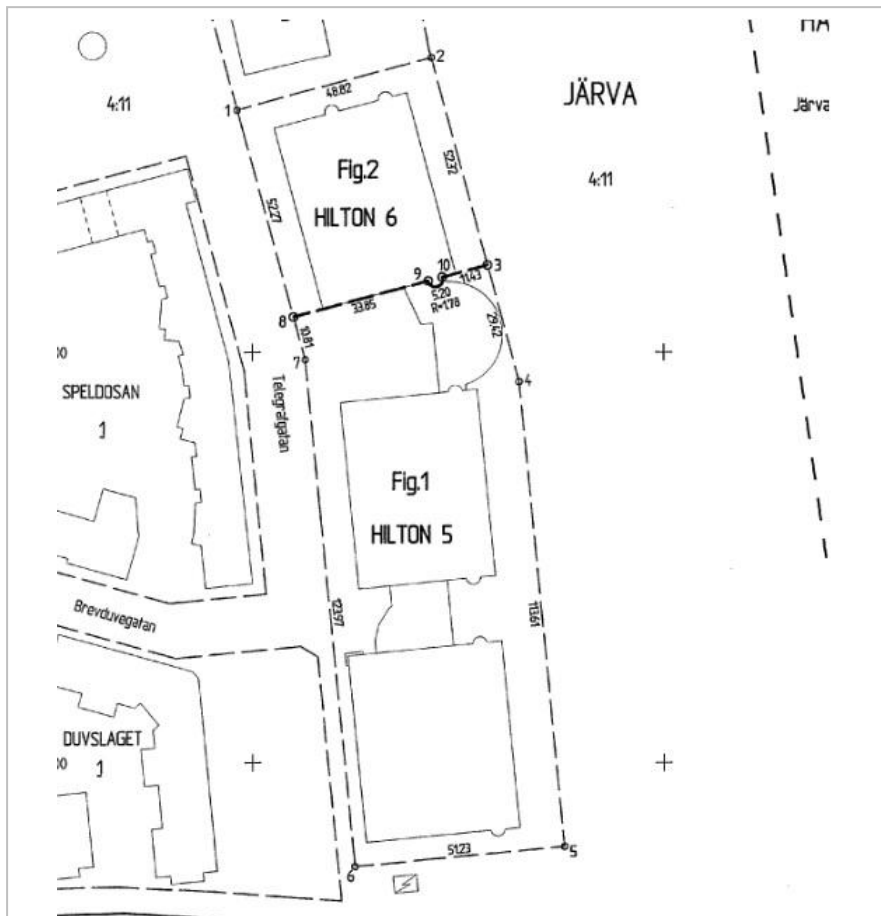 HA
2
48.82
4:11
JÄRVA
Järva
1
Fig.2
52.32
4:11
52.27
HILTON 6
3
10
9
11.43
5.20
R=1.78
33.85
8
10.81
29.42
7
4
SPELDOSAN
1
Telegrafgatan
Fig.1
HILTON 5
Brevduvegatan
123.97
113.61
DUVSLAGET
1
51.23
5
6